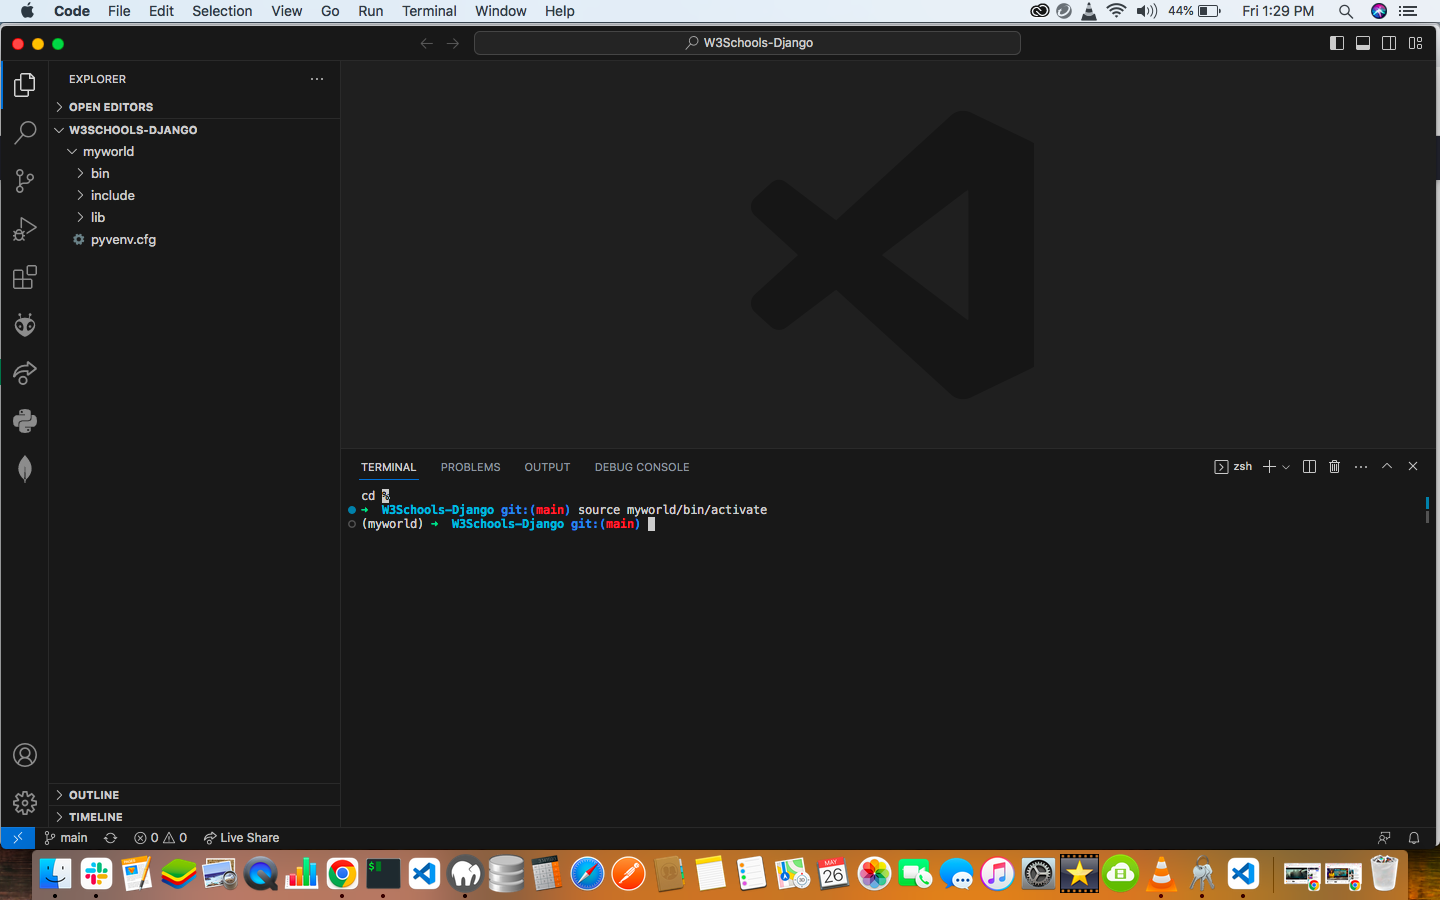 Code File Edit Selection View Go Run Terminal Window Help 44% Fri 1:29 PM
W3Schools-Django
EXPLORER
OPEN EDITORS
W3SCHOOLS-DJANGO
myworld
bin
include
lib
pyvenv.cfg
TERMINAL PROBLEMS OUTPUT DEBUG CONSOLE zsh
cd %
➜ W3Schools-Django git:(main) source myworld/bin/activate
(myworld) ➜ W3Schools-Django git:(main)
OUTLINE
TIMELINE
main 0 0 Live Share
MAY
26